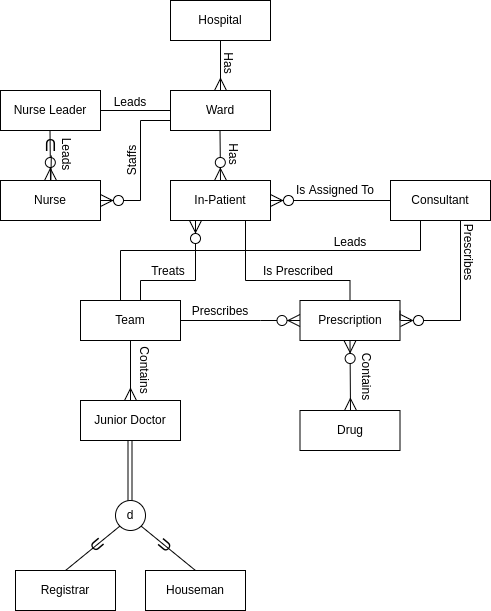 Hospital
Has
Nurse Leader
Leads
Ward
Leads
Staffs
Has
Nurse
In-Patient
Is Assigned To
Consultant
Leads
Prescribes
Treats
Is Prescribed
Team
Prescribes
Prescription
Contains
Contains
Junior Doctor
Drug
d
Registrar
Houseman